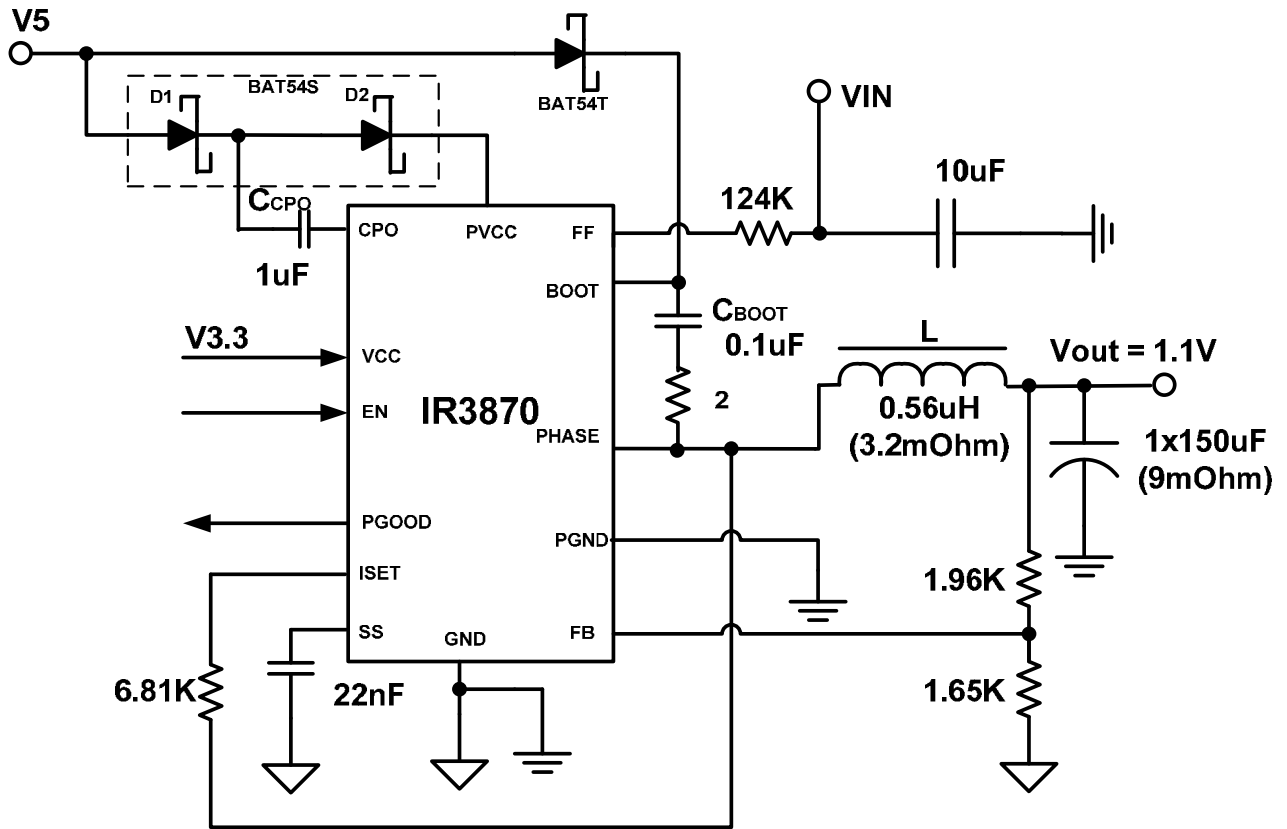 V5
D1
BAT54S
D2
BAT54T
VIN
10uF
124K
CCPO
1uF
CPO
PVCC
FF
BOOT
CBOOT
0.1uF
V3.3
VCC
L
Vout = 1.1V
EN
IR3870
2
0.56uH
(3.2mOhm)
PHASE
1x150uF
(9mOhm)
PGOOD
PGND
ISET
1.96K
SS
GND
FB
6.81K
22nF
1.65K